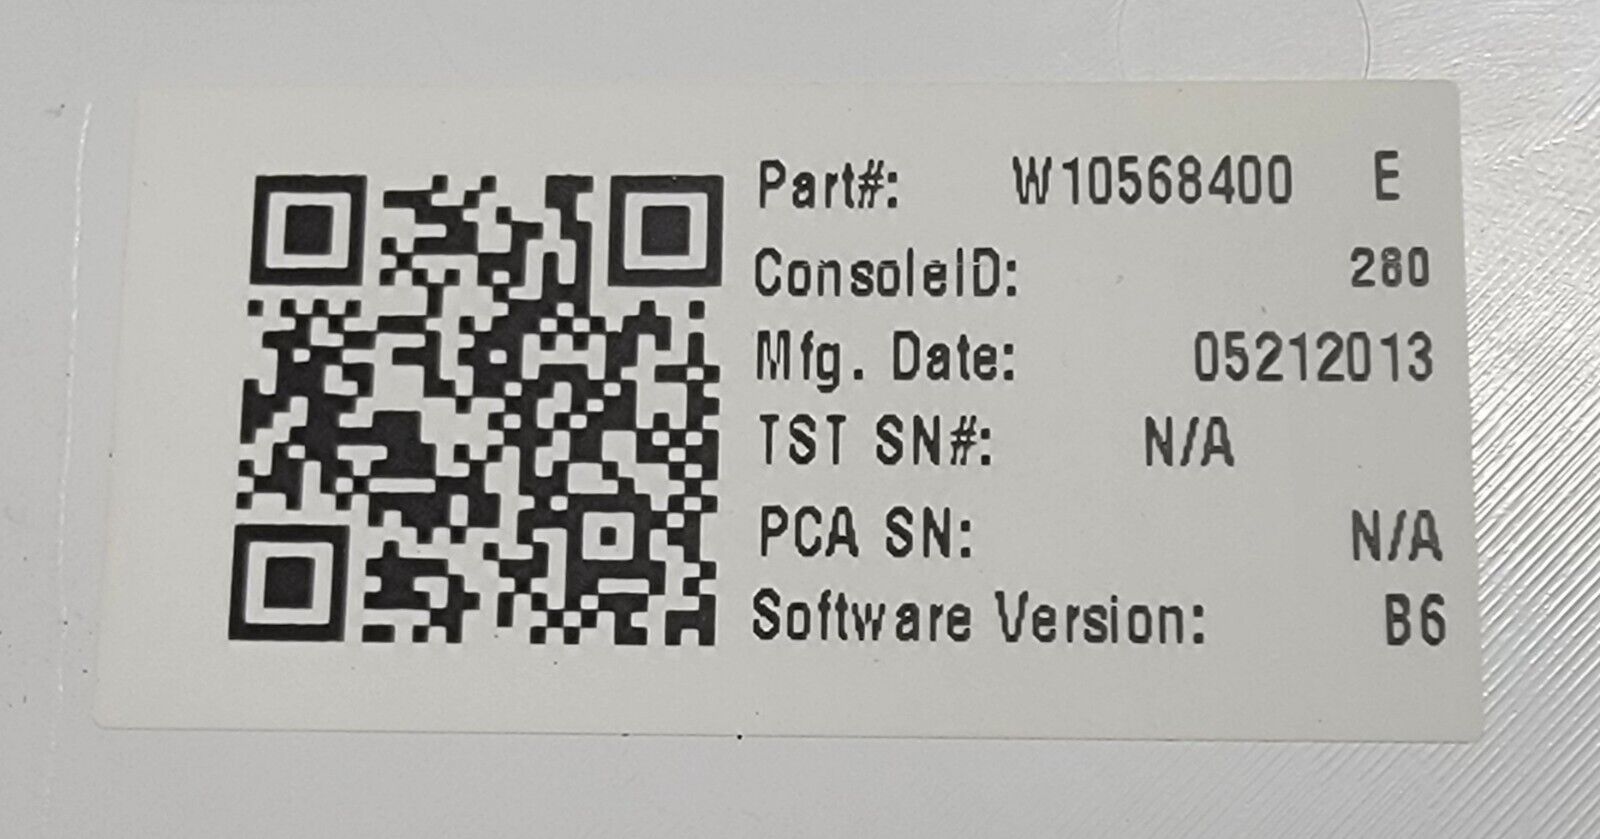 Part#: W10568400 E
ConsoleID: 280
Mfg. Date: 05212013
TST SN#: N/A
PCA SN: N/A
Software Version: B6